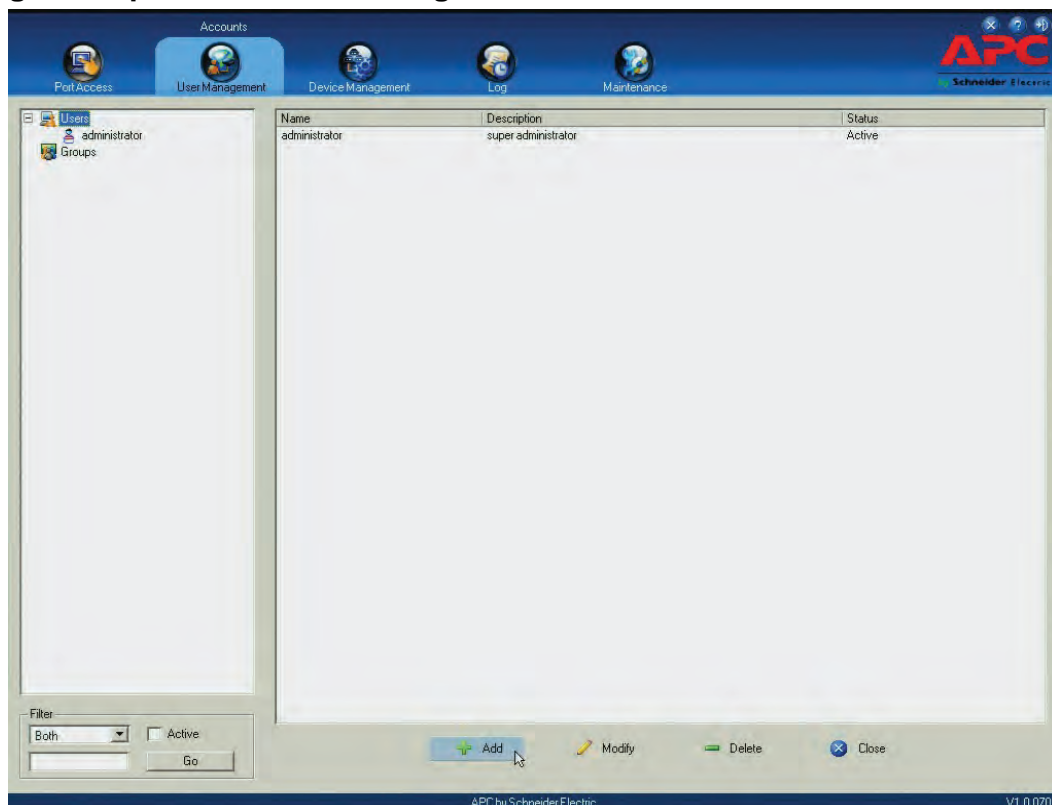 Accounts
APC
Port Access
User Management
Device Management
Log
Maintenance
by Schneider Electric
Users
administrator
Groups
Name Description Status
administrator super administrator Active
Filter
Both
Active
Go
Add
Modify
Delete
Close
APC by Schneider Electric
V1.0.070